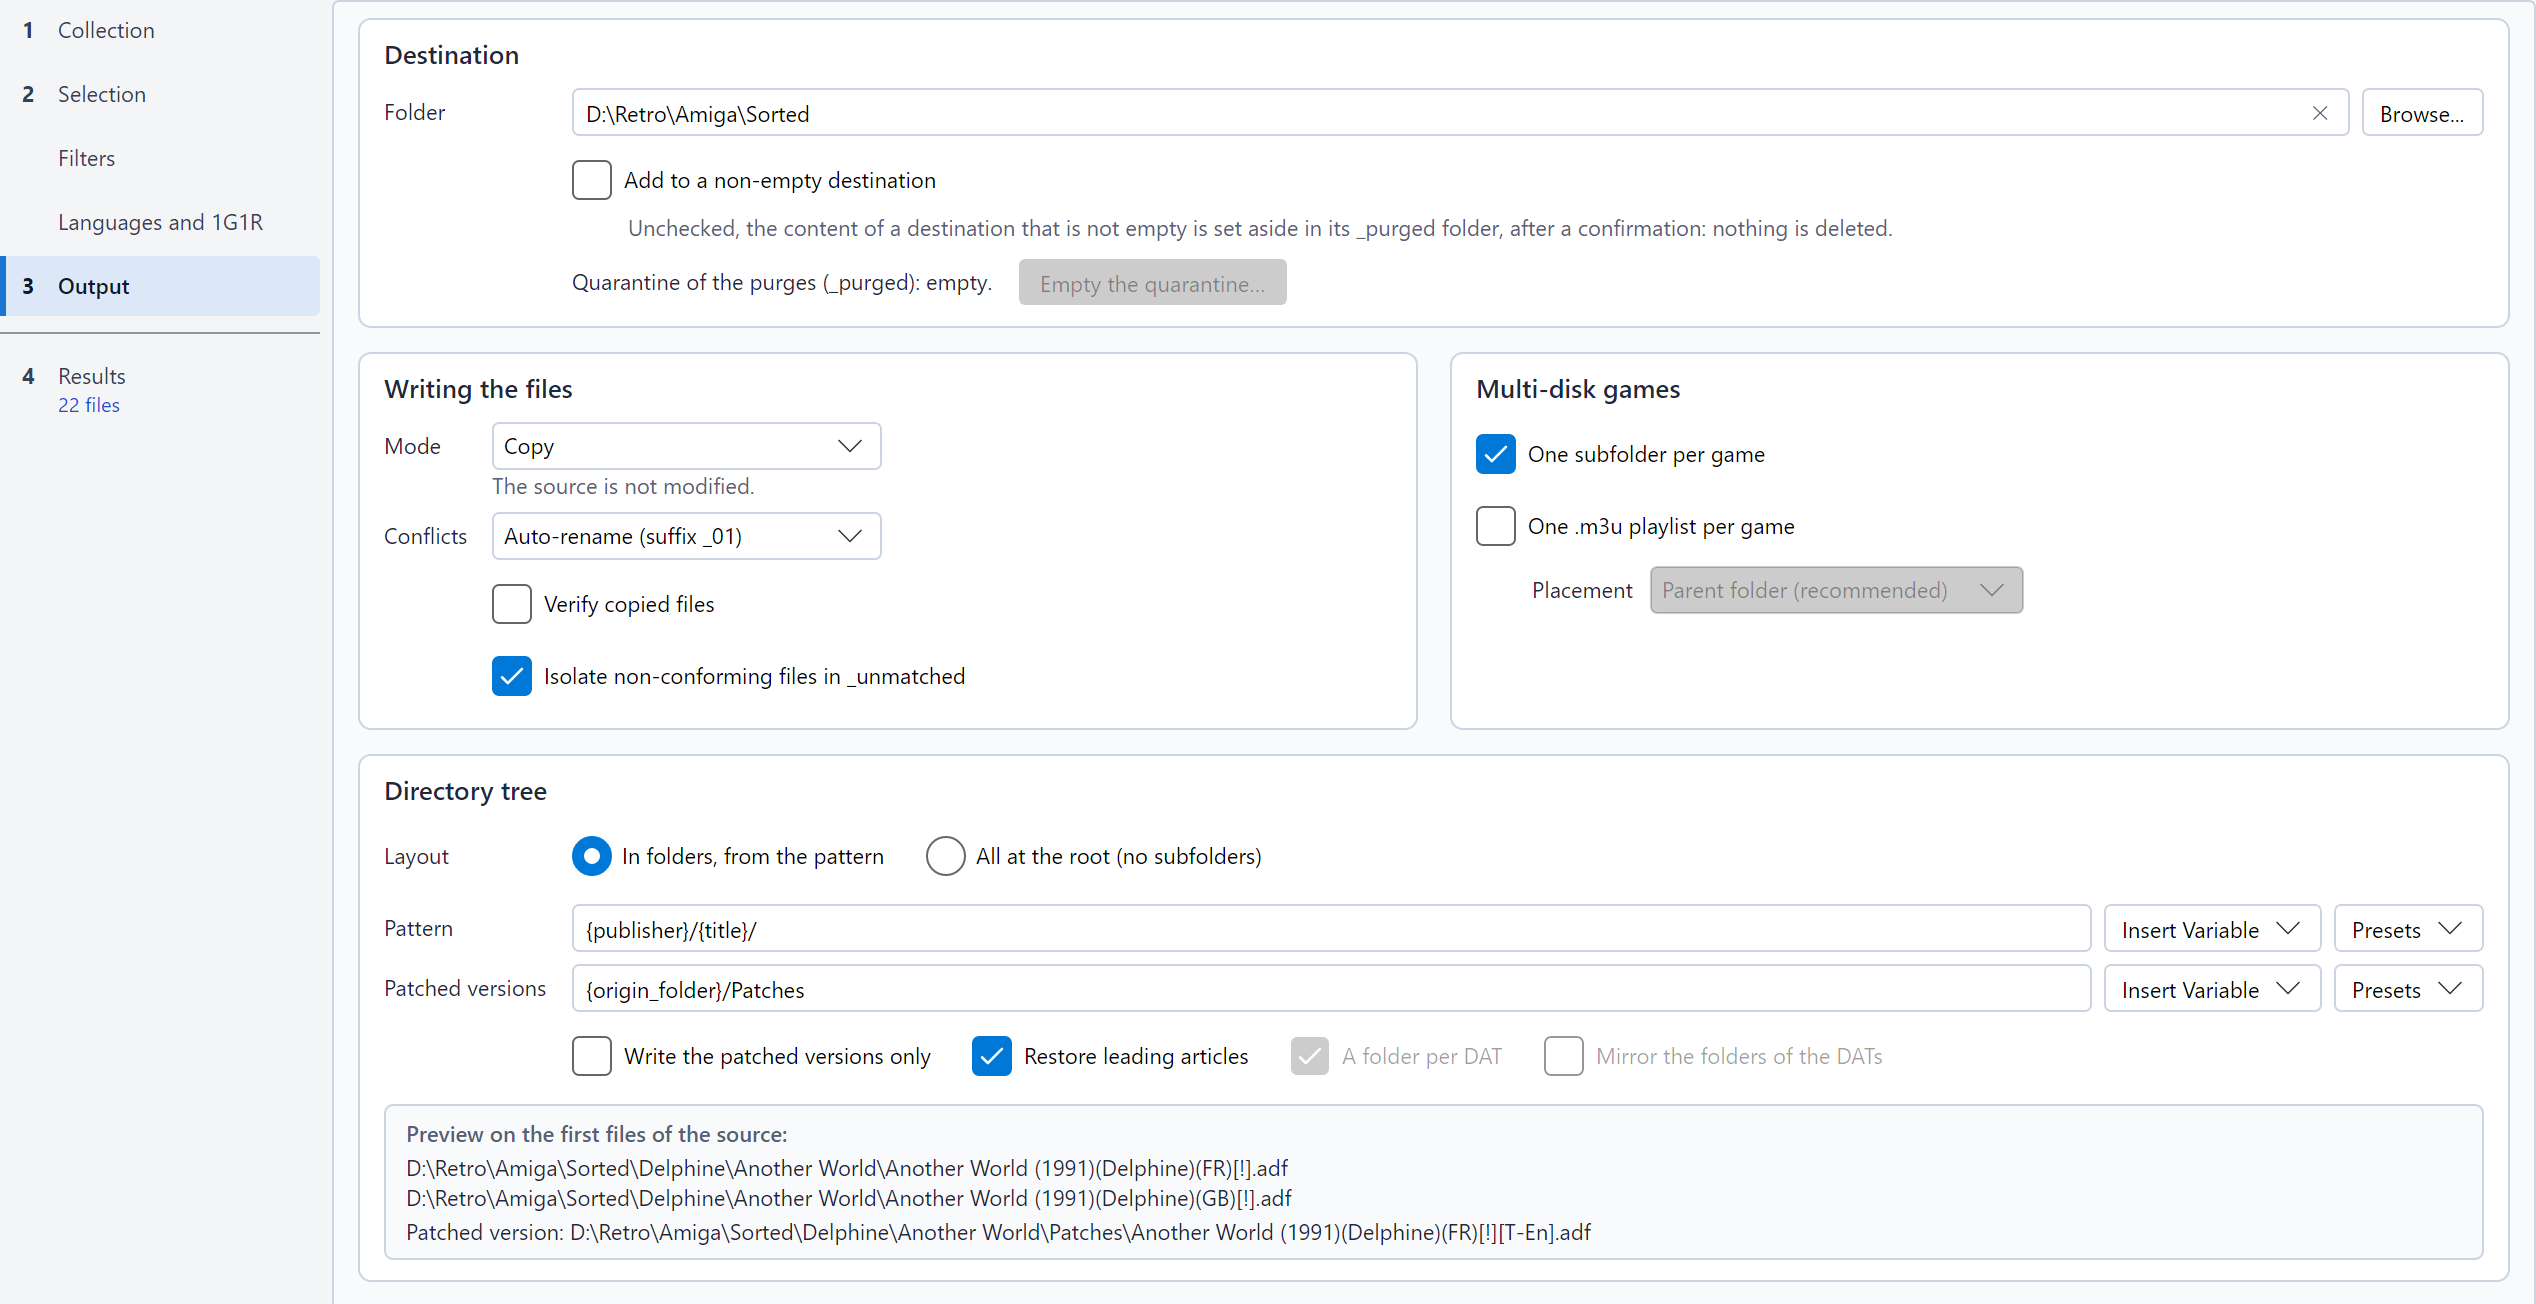 1 Collection
2 Selection
Filters
Languages and 1G1R
3 Output
4 Results
22 files
Destination
Folder D:\Retro\Amiga\Sorted Browse...
Add to a non-empty destination
Unchecked, the content of a destination that is not empty is set aside in its _purged folder, after a confirmation: nothing is deleted.
Quarantine of the purges (_purged): empty. Empty the quarantine...
Writing the files
Mode Copy
The source is not modified.
Conflicts Auto-rename (suffix _01)
Verify copied files
Isolate non-conforming files in _unmatched
Multi-disk games
One subfolder per game
One .m3u playlist per game
Placement Parent folder (recommended)
Directory tree
Layout In folders, from the pattern All at the root (no subfolders)
Pattern {publisher}/{title}/ Insert Variable Presets
Patched versions {origin_folder}/Patches Insert Variable Presets
Write the patched versions only Restore leading articles A folder per DAT Mirror the folders of the DATs
Preview on the first files of the source:
D:\Retro\Amiga\Sorted\Delphine\Another World\Another World (1991)(Delphine)(FR)[!].adf
D:\Retro\Amiga\Sorted\Delphine\Another World\Another World (1991)(Delphine)(GB)[!].adf
Patched version: D:\Retro\Amiga\Sorted\Delphine\Another World\Patches\Another World (1991)(Delphine)(FR)[!][T-En].adf